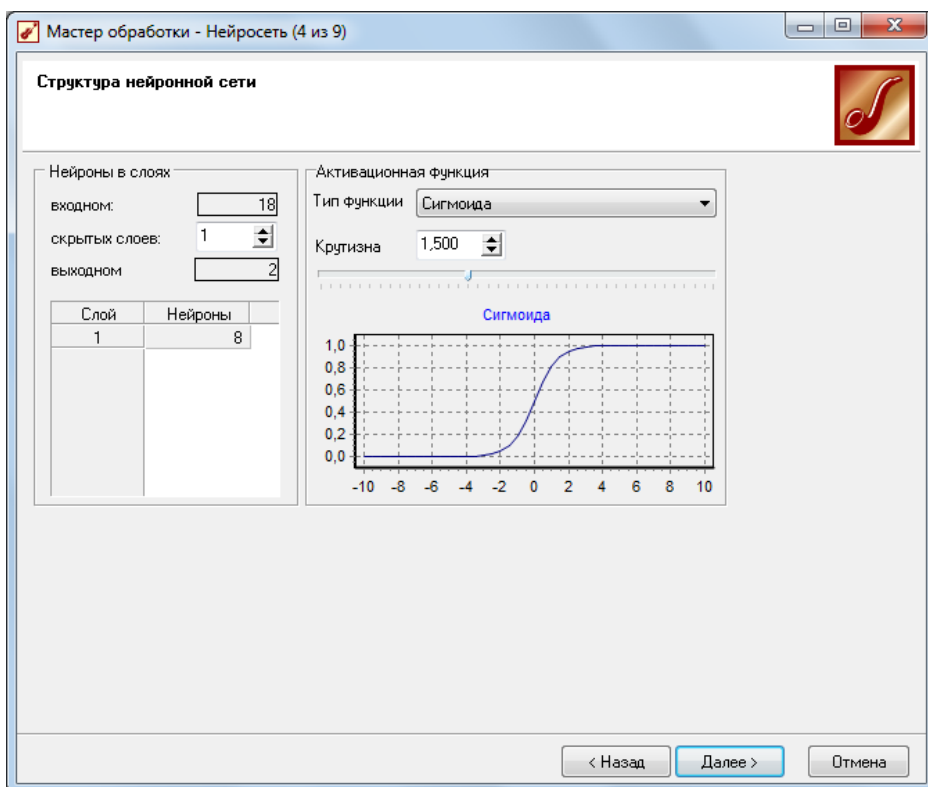 Мастер обработки - Нейросеть (4 из 9)
Структура нейронной сети
Нейроны в слоях
входном: 18
скрытых слоев: 1
выходном 2
Слой Нейроны
1 8
Активационная функция
Тип функции Сигмоида
Крутизна 1,500
Сигмоида
1,0
0,8
0,6
0,4
0,2
0,0
-10 -8 -6 -4 -2 0 2 4 6 8 10
< Назад Далее > Отмена